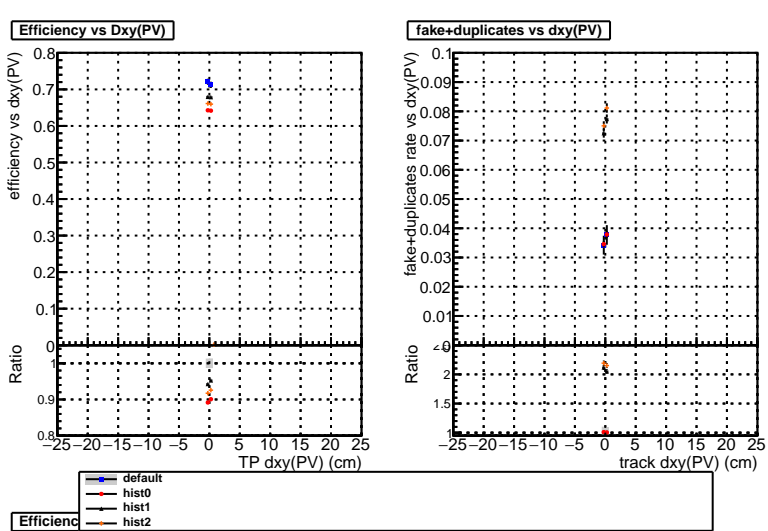 Efficiency vs Dxy(PV)
efficiency vs dxy(PV)
0.8
0.7
0.6
0.5
0.4
0.3
0.2
0.1
0
Ratio
1
0.9
0.8
−25 −20 −15 −10 −5 0 5 10 15 20 25
TP dxy(PV) (cm)
fake+duplicates vs dxy(PV)
fake+duplicates rate vs dxy(PV)
0.1
0.09
0.08
0.07
0.06
0.05
0.04
0.03
0.02
0.01
0
Ratio
2
1.5
1
−25 −20 −15 −10 −5 0 5 10 15 20 25
track dxy(PV) (cm)
default
hist0
hist1
hist2
Efficienc